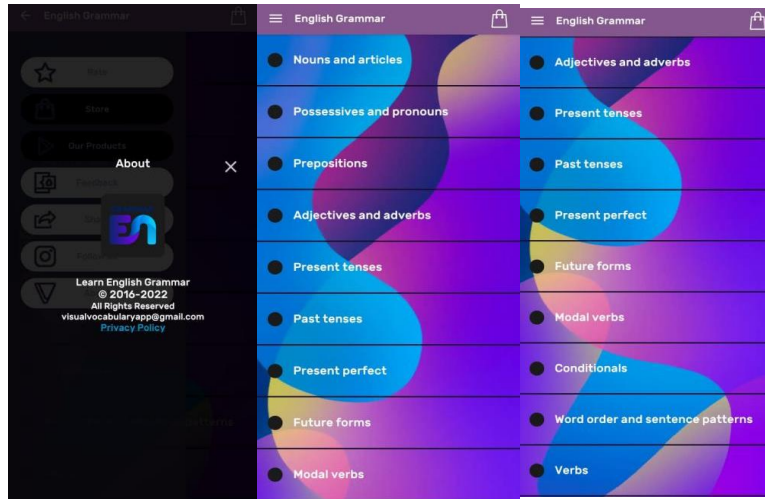 English Grammar
Rate
Store
Our Products
About
Feedback
EN
Learn English Grammar
© 2016-2022
All Rights Reserved
visualvocabularyapp@gmail.com
Privacy Policy
English Grammar
Nouns and articles
Possessives and pronouns
Prepositions
Adjectives and adverbs
Present tenses
Past tenses
Present perfect
Future forms
Modal verbs
English Grammar
Adjectives and adverbs
Present tenses
Past tenses
Present perfect
Future forms
Modal verbs
Conditionals
Word order and sentence patterns
Verbs